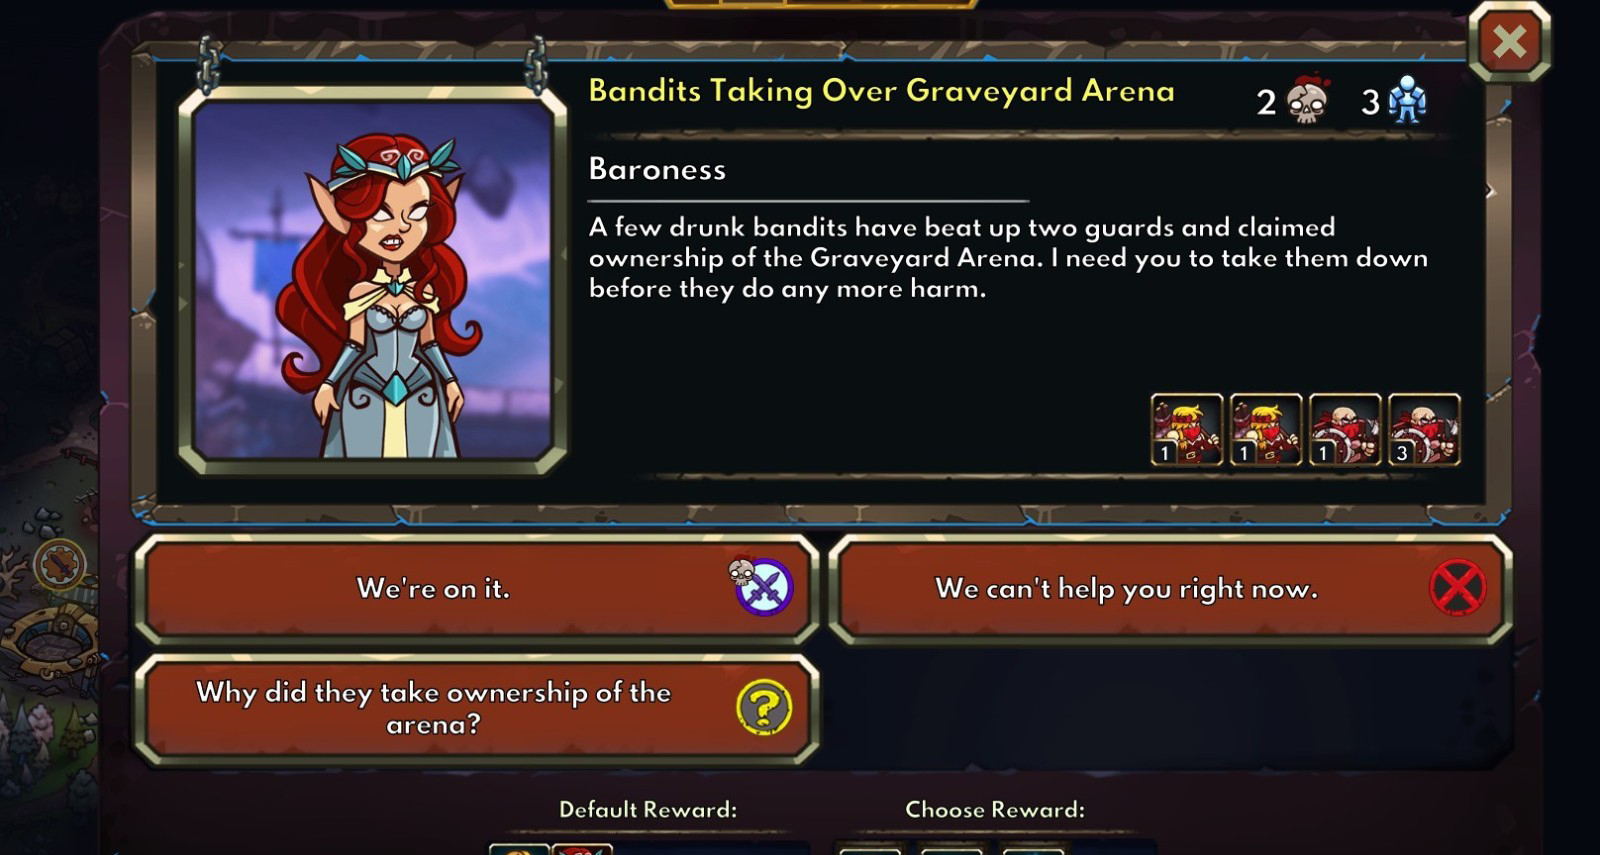 Bandits Taking Over Graveyard Arena
2
3
Baroness
A few drunk bandits have beat up two guards and claimed
ownership of the Graveyard Arena. I need you to take them down
before they do any more harm.
1
1
1
3
We're on it.
We can't help you right now.
Why did they take ownership of the
arena?
Default Reward:
Choose Reward: